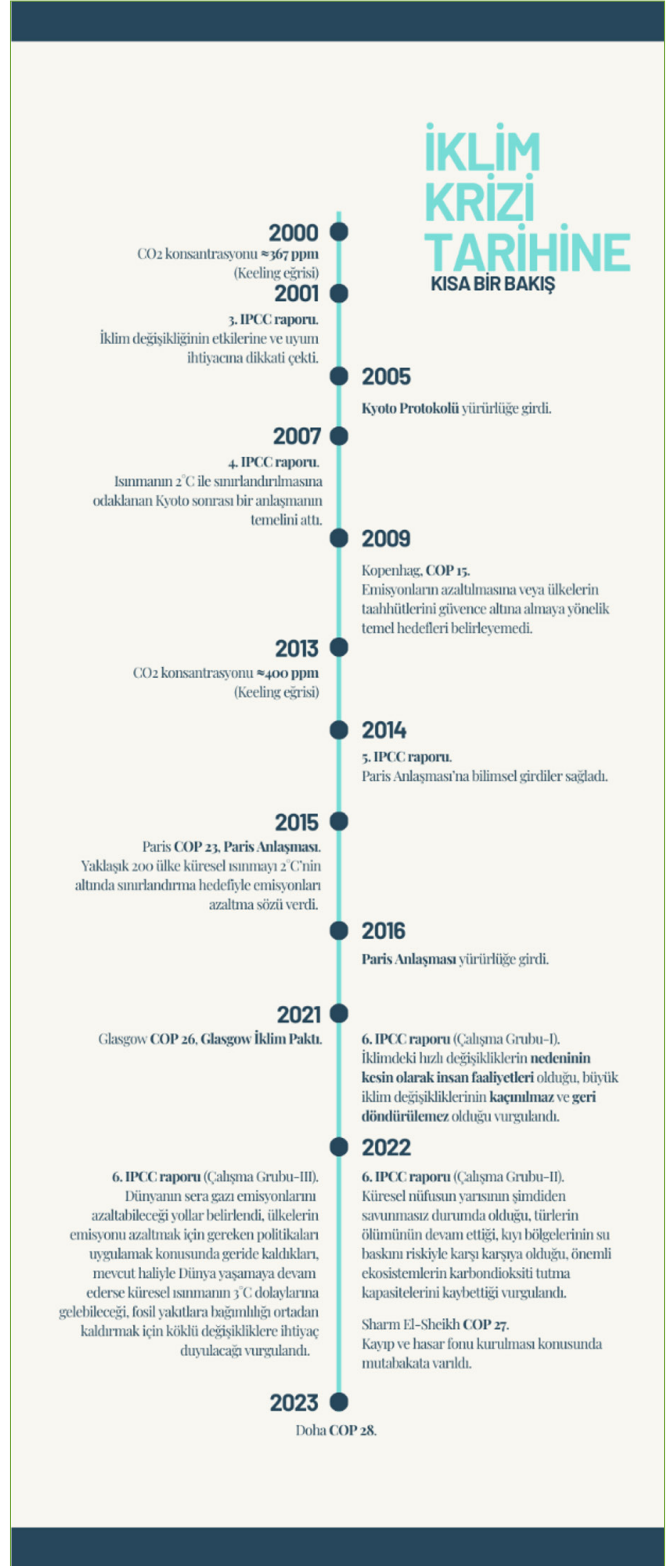 İKLİM
KRİZİ
TARİHİNE
KISA BİR BAKIŞ
2000
CO2 konsantrasyonu ≈367 ppm
(Keeling eğrisi)
2001
3. IPCC raporu.
İklim değişikliğinin etkilerine ve uyum
ihtiyacına dikkati çekti.
2005
Kyoto Protokolü yürürlüğe girdi.
2007
4. IPCC raporu.
Isınmanın 2°C ile sınırlandırılmasına
odaklanan Kyoto sonrası bir anlaşmanın
temelini attı.
2009
Kopenhag, COP 15.
Emisyonların azaltılmasına veya ülkelerin
taahhütlerini güvence altına almaya yönelik
temel hedefleri belirleyemedi.
2013
CO2 konsantrasyonu ≈400 ppm
(Keeling eğrisi)
2014
5. IPCC raporu.
Paris Anlaşması'na bilimsel girdiler sağladı.
2015
Paris COP 23, Paris Anlaşması.
Yaklaşık 200 ülke küresel ısınmayı 2°C'nin
altında sınırlandırma hedefiyle emisyonları
azaltma sözü verdi.
2016
Paris Anlaşması yürürlüğe girdi.
2021
Glasgow COP 26, Glasgow İklim Paktı.
6. IPCC raporu (Çalışma Grubu-I).
İklimdeki hızlı değişikliklerin nedeninin
kesin olarak insan faaliyetleri olduğu, büyük
iklim değişikliklerinin kaçınılmaz ve geri
döndürülemez olduğu vurgulandı.
2022
6. IPCC raporu (Çalışma Grubu-III).
Dünyanın sera gazı emisyonlarını
azaltabileceği yollar belirlendi, ülkelerin
emisyonu azaltmak için gereken politikaları
uygulamak konusunda geride kaldıkları,
mevcut haliyle Dünya yaşamaya devam
ederse küresel ısınmanın 3°C dolaylarına
gelebileceği, fosil yakıtlara bağımlılığı ortadan
kaldırmak için köklü değişikliklere ihtiyaç
duyulacağı vurgulandı.
6. IPCC raporu (Çalışma Grubu-II).
Küresel nüfusun yarısının şimdiden
savunmasız durumda olduğu, türlerin
ölümünün devam ettiği, kıyı bölgelerinin su
baskını riskiyle karşı karşıya olduğu, önemli
ekosistemlerin karbondioksiti tutma
kapasitelerini kaybettiği vurgulandı.
Sharm El-Sheikh COP 27.
Kayıp ve hasar fonu kurulması konusunda
mutabakata varıldı.
2023
Doha COP 28.